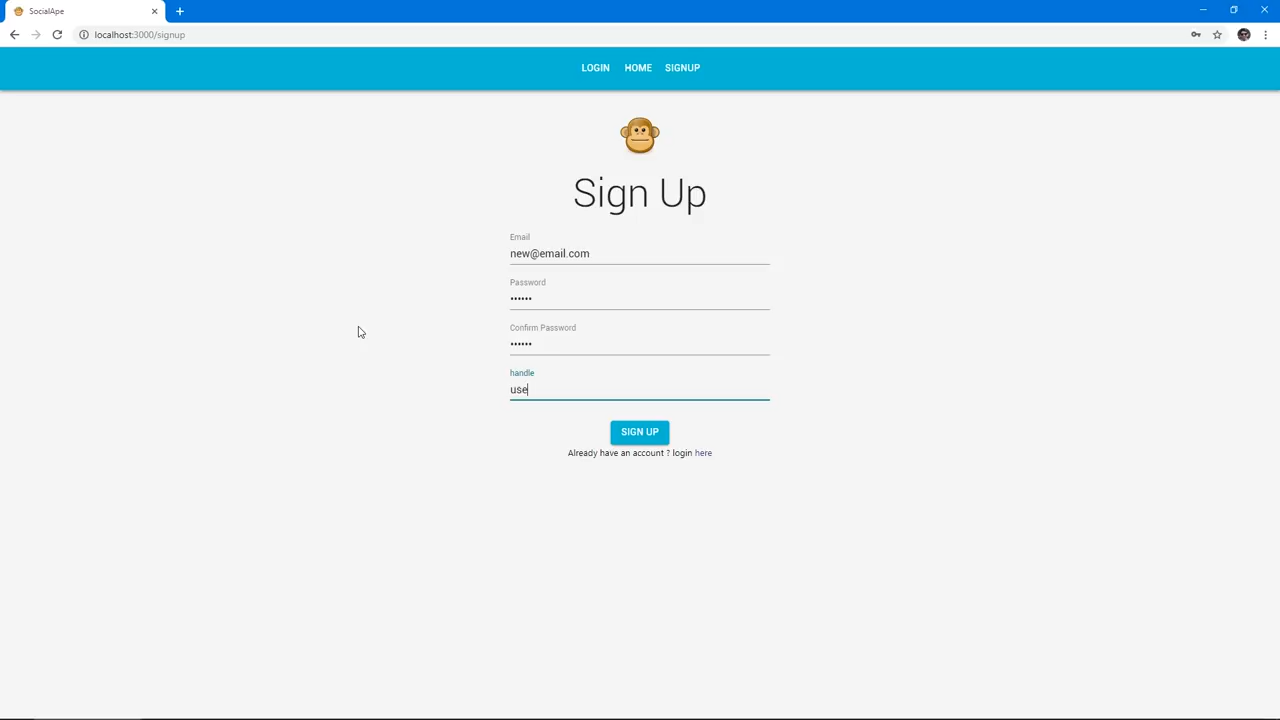 SocialApe
localhost:3000/signup
LOGIN HOME SIGNUP
Sign Up
Email
new@email.com
Password
••••••
Confirm Password
••••••
handle
use
SIGN UP
Already have an account ? login here